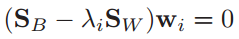 (S_B − λ_i S_W)w_i = 0